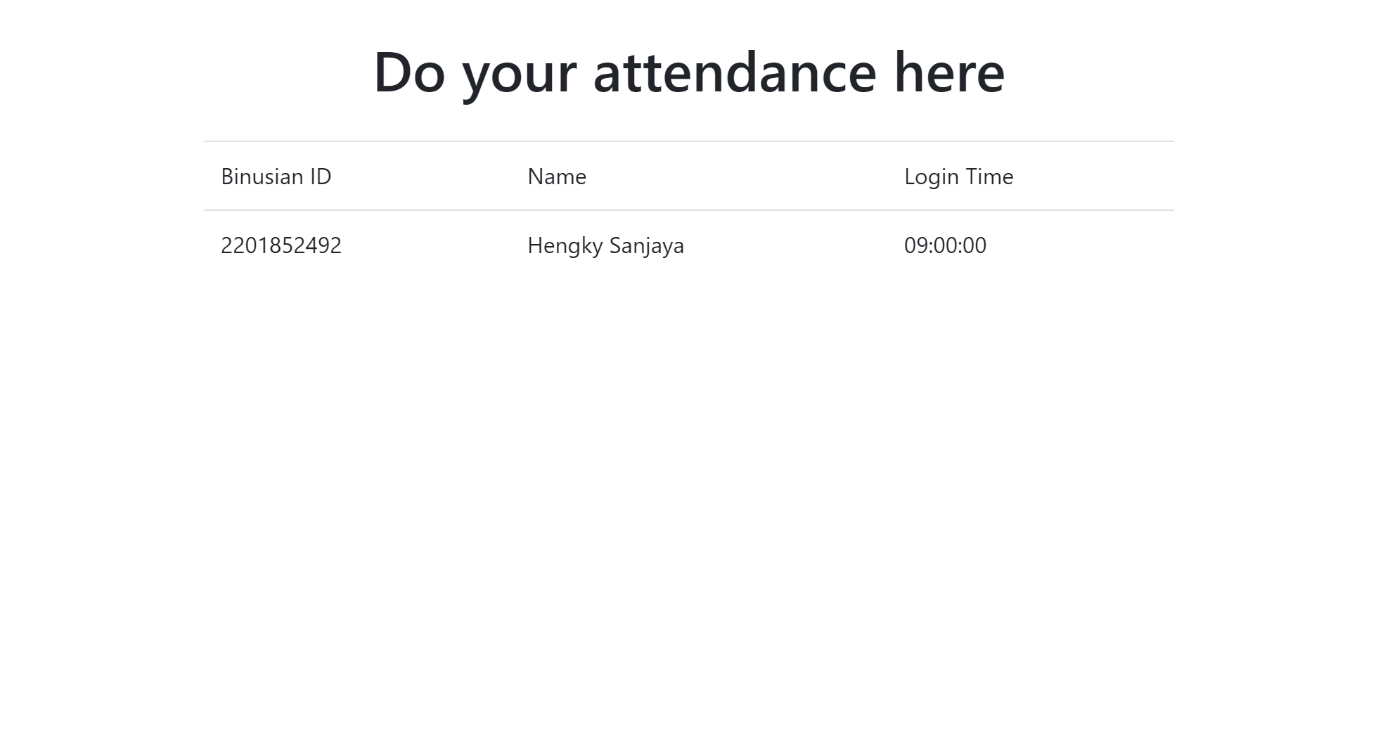 Do your attendance here
Binusian ID Name Login Time
2201852492 Hengky Sanjaya 09:00:00